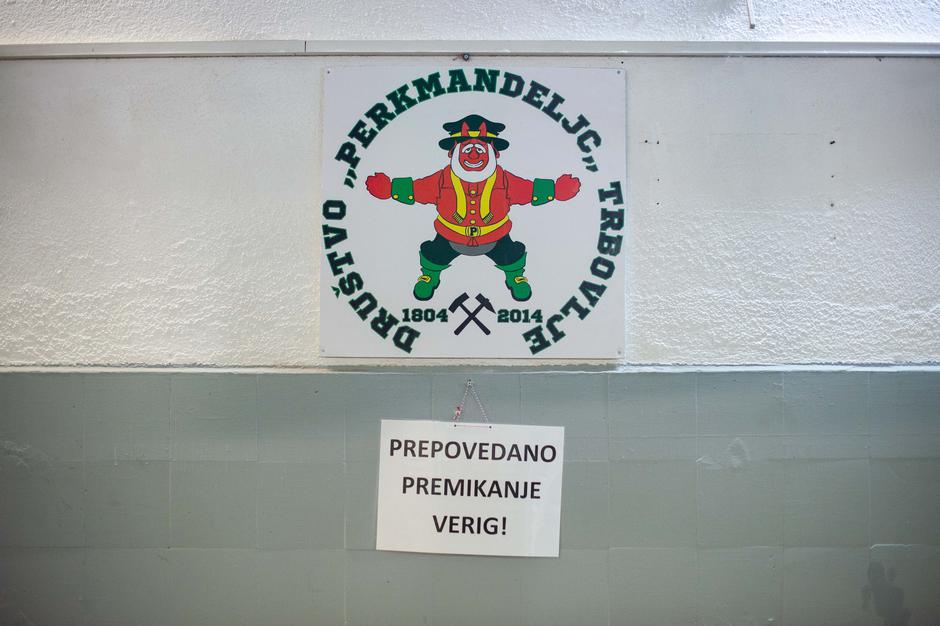 DRUŠTVO „PERKMANDELJC„ TRBOVLJE
P
1804 2014
PREPOVEDANO
PREMIKANJE
VERIG!